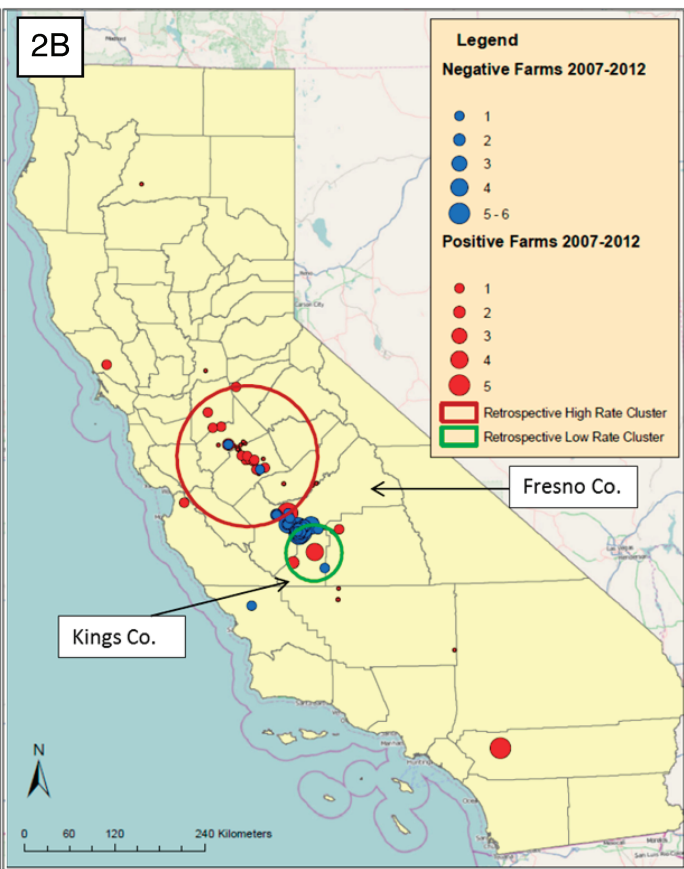 2B
Legend
Negative Farms 2007-2012
1
2
3
4
5 - 6
Positive Farms 2007-2012
1
2
3
4
5
Retrospective High Rate Cluster
Retrospective Low Rate Cluster
Fresno Co.
Kings Co.
N
0 60 120 240 Kilometers